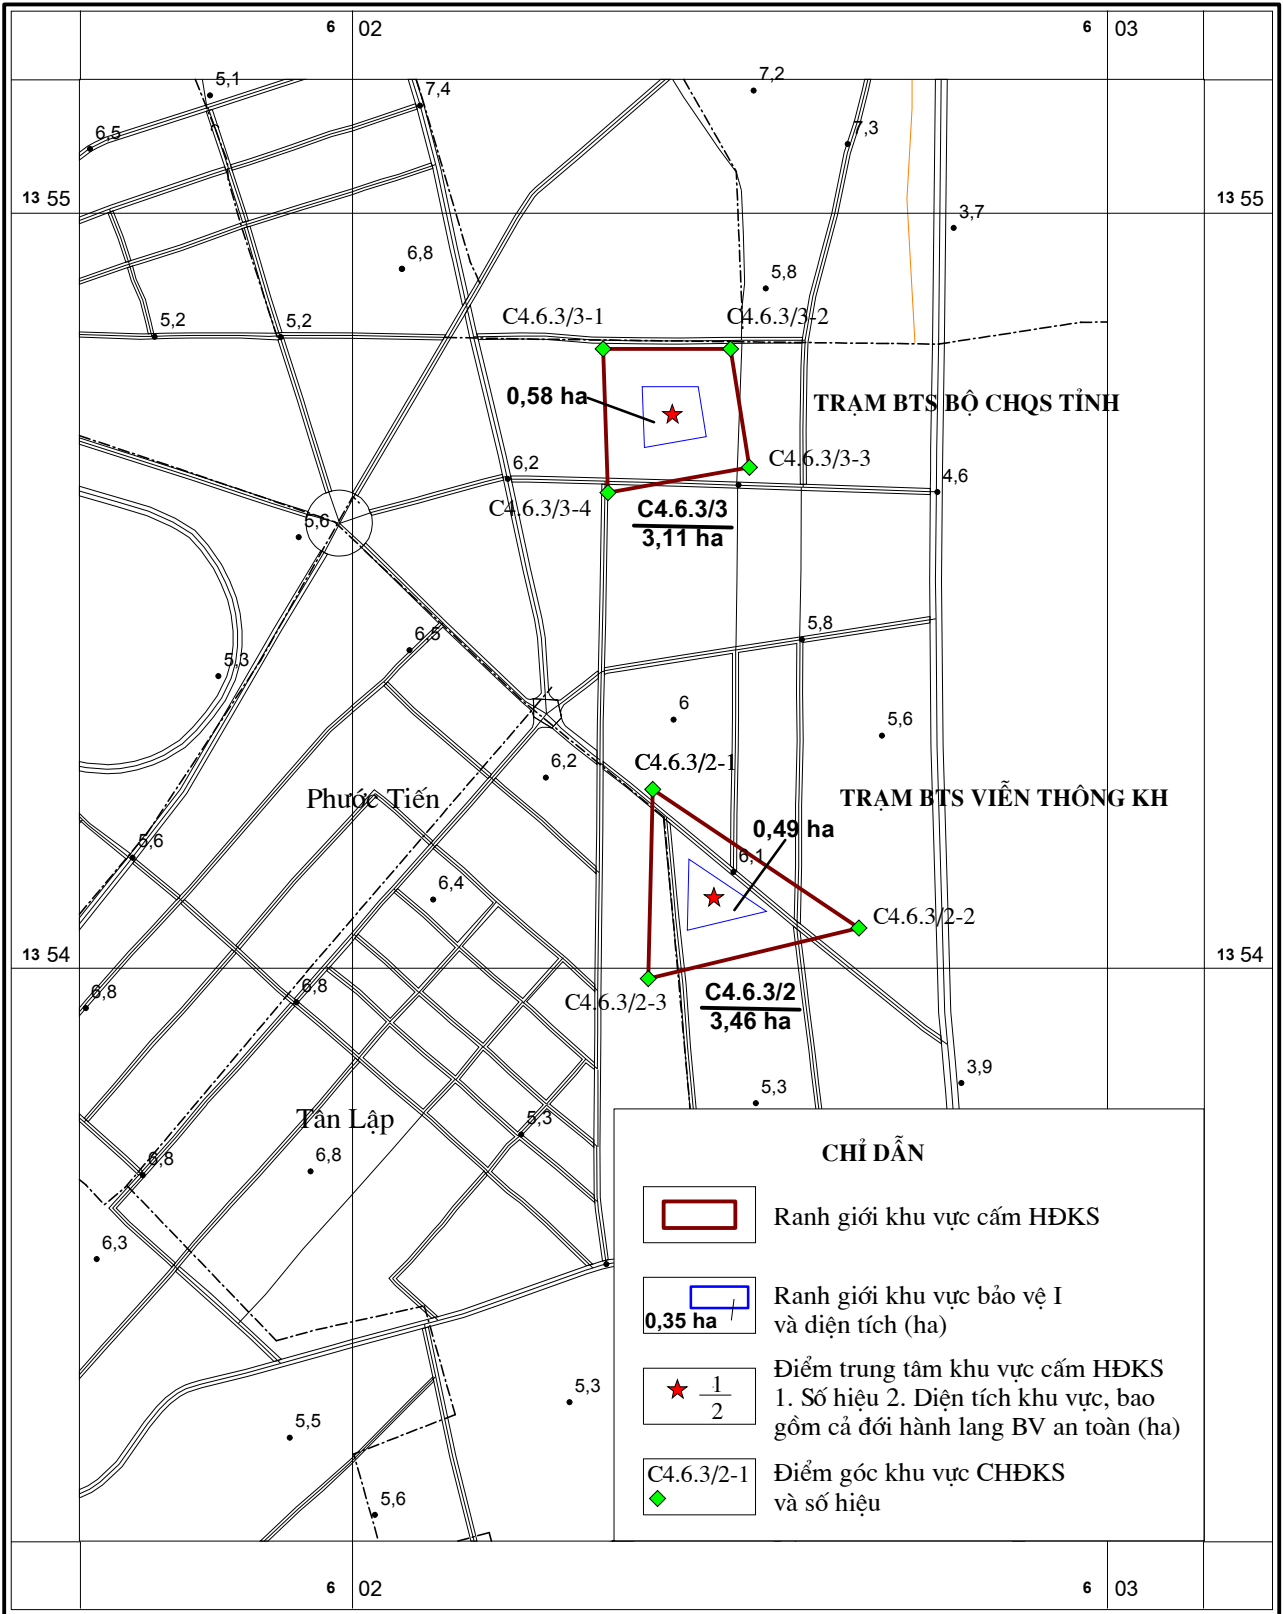 6 02
6 03
5,1
7,4
7,2
6,5
7,3
13 55
13 55
3,7
6,8
5,8
5,2
5,2
C4.6.3/3-1
C4.6.3/3-2
0,58 ha
TRẠM BTS BỘ CHQS TỈNH
6,2
C4.6.3/3-3
4,6
C4.6.3/3-4
C4.6.3/3
3,11 ha
5,6
6,5
5,8
5,3
6
5,6
6,2
C4.6.3/2-1
Phước Tiến
TRẠM BTS VIỄN THÔNG KH
0,49 ha
5,6
6,1
6,4
C4.6.3/2-2
13 54
13 54
6,8
6,8
C4.6.3/2-3
C4.6.3/2
3,46 ha
3,9
5,3
Tân Lập
5,3
6,8
6,8
6,3
5,3
5,5
5,6
CHỈ DẪN
Ranh giới khu vực cấm HĐKS
0,35 ha
Ranh giới khu vực bảo vệ I
và diện tích (ha)
1
2
Điểm trung tâm khu vực cấm HĐKS
1. Số hiệu 2. Diện tích khu vực, bao
gồm cả đới hành lang BV an toàn (ha)
C4.6.3/2-1
Điểm góc khu vực CHĐKS
và số hiệu
6 02
6 03